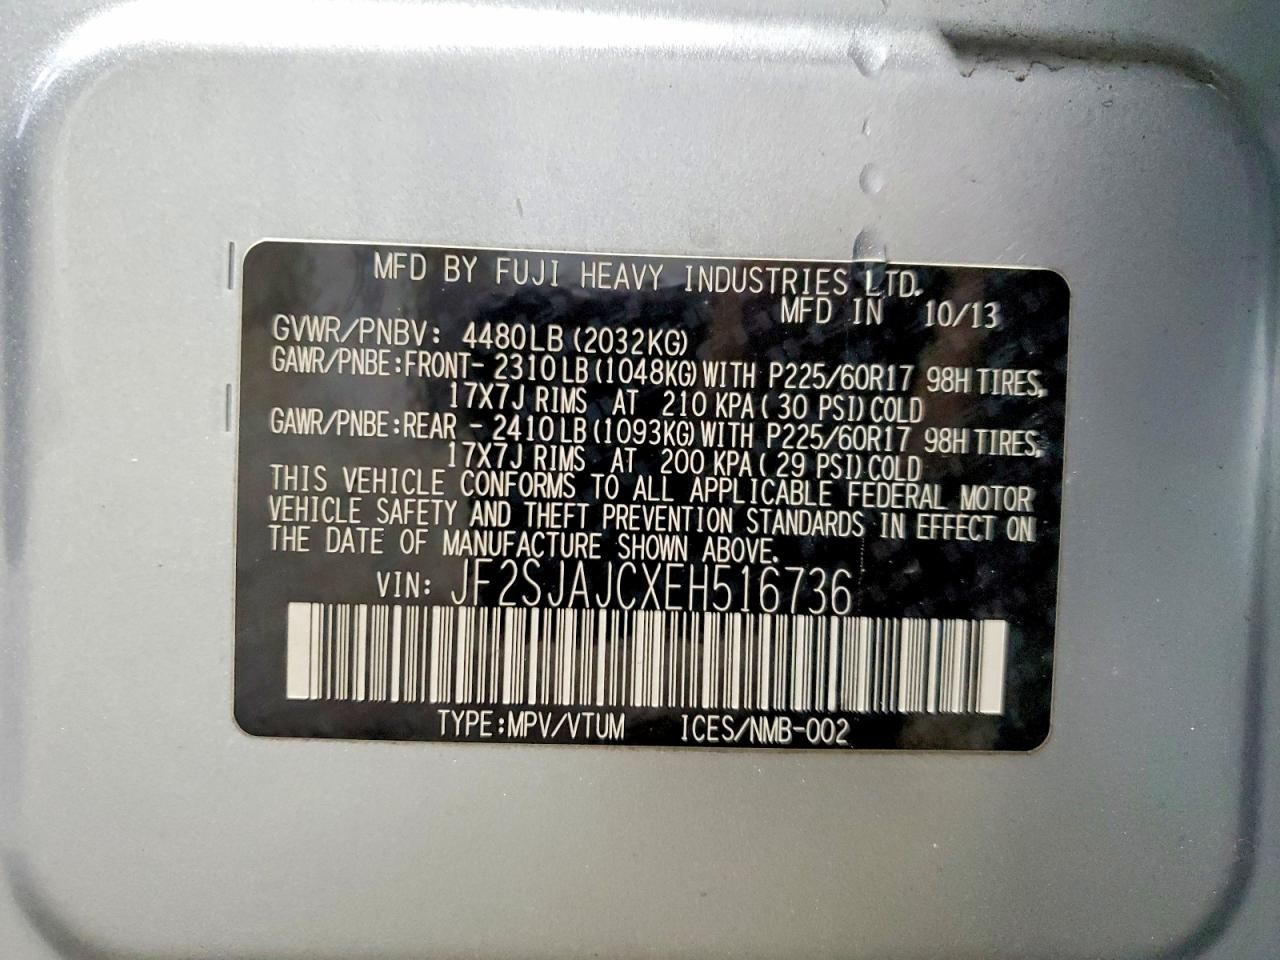 MFD BY FUJI HEAVY INDUSTRIES LTD.
MFD IN 10/13
GVWR/PNBV: 4480LB(2032KG)
GAWR/PNBE:FRONT- 2310LB(1048KG)WITH P225/60R17 98H TIRES,
17X7J RIMS AT 210 KPA(30 PSI)COLD
GAWR/PNBE:REAR - 2410LB(1093KG)WITH P225/60R17 98H TIRES,
17X7J RIMS AT 200 KPA(29 PSI)COLD
THIS VEHICLE CONFORMS TO ALL APPLICABLE FEDERAL MOTOR
VEHICLE SAFETY AND THEFT PREVENTION STANDARDS IN EFFECT ON
THE DATE OF MANUFACTURE SHOWN ABOVE.
VIN: JF2SJAJCXEH516736
TYPE:MPV/VTUM ICES/NMB-002